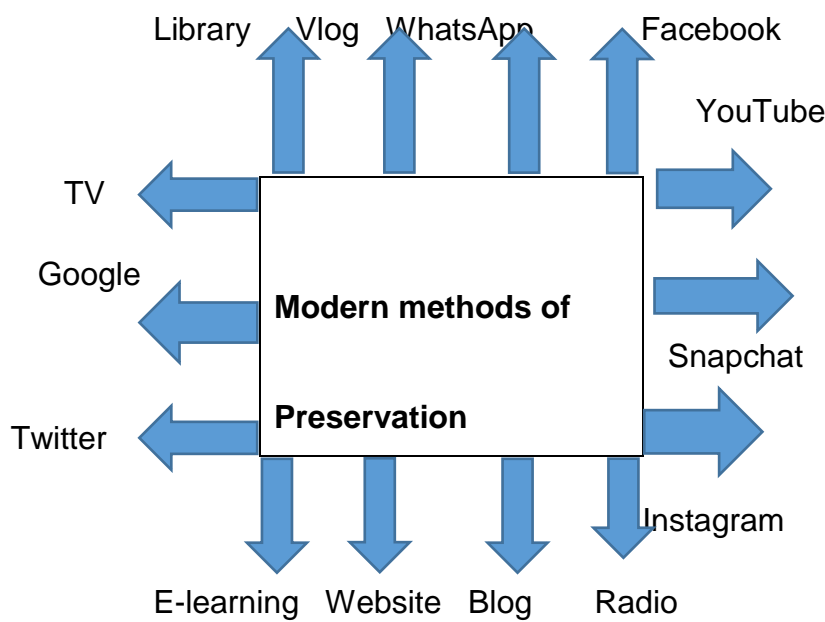 Library Vlog WhatsApp Facebook
YouTube
TV
Google
Modern methods of
Snapchat
Preservation
Twitter
Instagram
E-learning Website Blog Radio